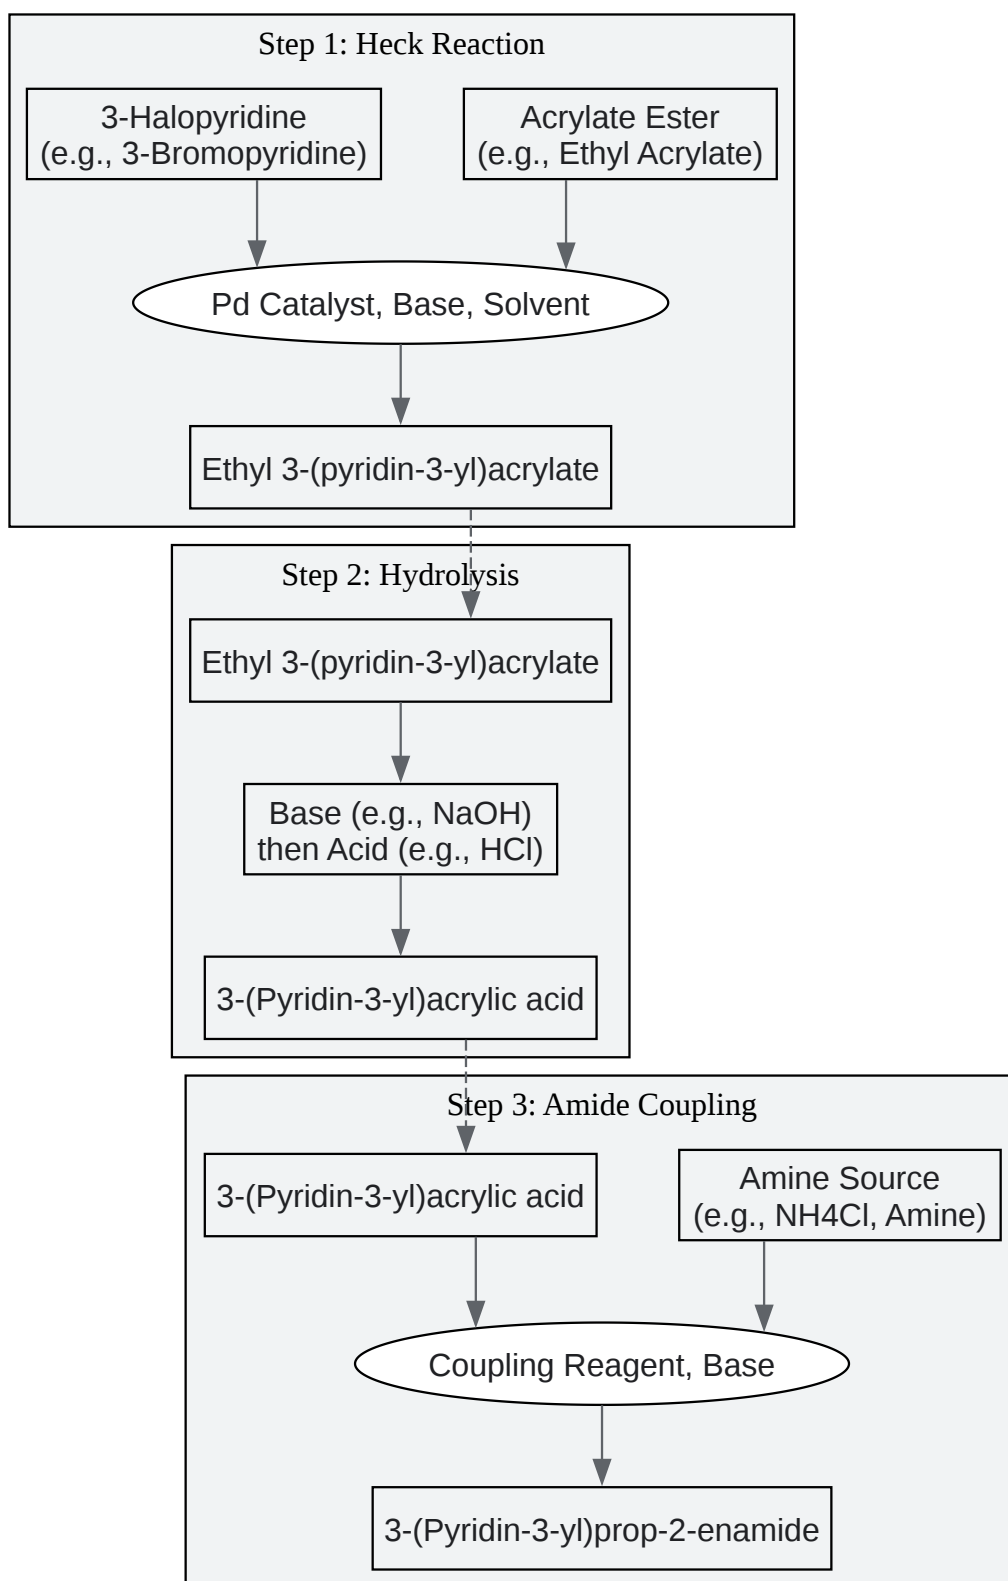 Step 1: Heck Reaction
3-Halopyridine
(e.g., 3-Bromopyridine)
Acrylate Ester
(e.g., Ethyl Acrylate)
Pd Catalyst, Base, Solvent
Ethyl 3-(pyridin-3-yl)acrylate
Step 2: Hydrolysis
Ethyl 3-(pyridin-3-yl)acrylate
Base (e.g., NaOH)
then Acid (e.g., HCl)
3-(Pyridin-3-yl)acrylic acid
Step 3: Amide Coupling
3-(Pyridin-3-yl)acrylic acid
Amine Source
(e.g., NH4Cl, Amine)
Coupling Reagent, Base
3-(Pyridin-3-yl)prop-2-enamide